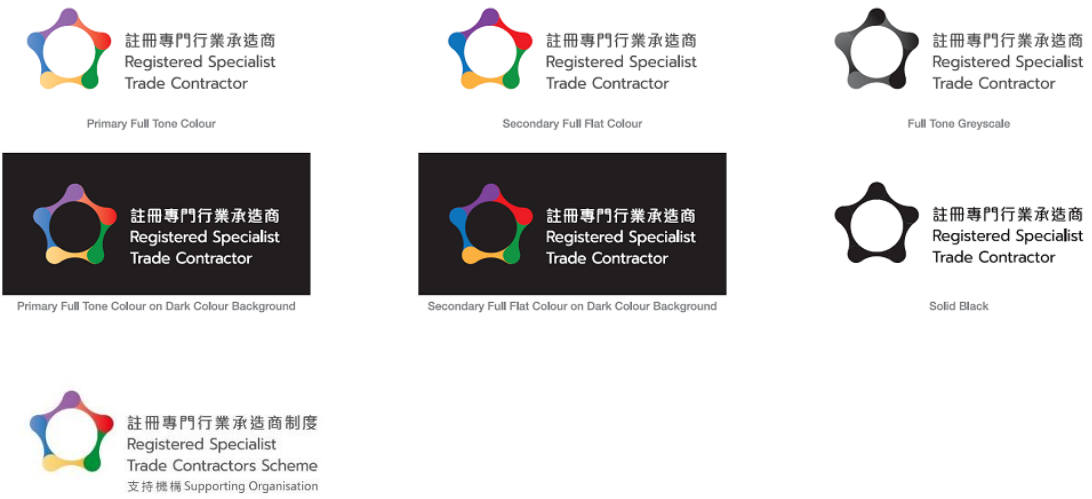 註冊專門行業承造商
Registered Specialist
Trade Contractor
Primary Full Tone Colour
註冊專門行業承造商
Registered Specialist
Trade Contractor
Secondary Full Flat Colour
註冊專門行業承造商
Registered Specialist
Trade Contractor
Full Tone Greyscale
註冊專門行業承造商
Registered Specialist
Trade Contractor
Primary Full Tone Colour on Dark Colour Background
註冊專門行業承造商
Registered Specialist
Trade Contractor
Secondary Full Flat Colour on Dark Colour Background
註冊專門行業承造商
Registered Specialist
Trade Contractor
Solid Black
註冊專門行業承造商制度
Registered Specialist
Trade Contractors Scheme
支持機構 Supporting Organisation